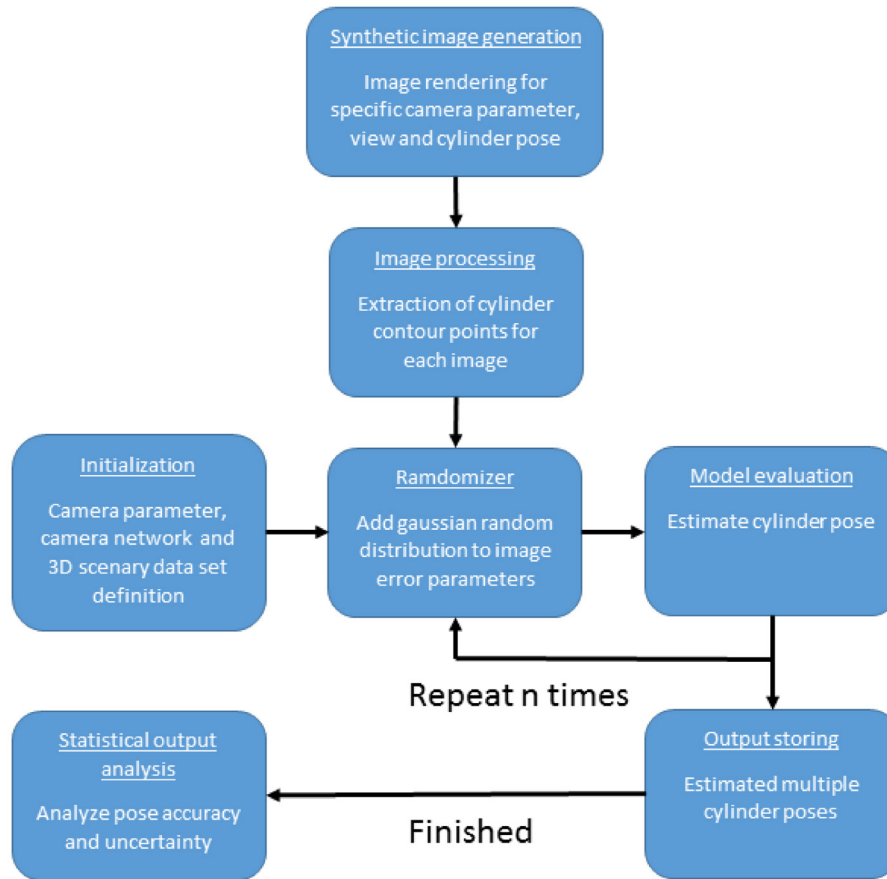 Synthetic image generation
Image rendering for
specific camera parameter,
view and cylinder pose
Image processing
Extraction of cylinder
contour points for
each image
Initialization
Camera parameter,
camera network and
3D scenary data set
definition
Ramdomizer
Add gaussian random
distribution to image
error parameters
Model evaluation
Estimate cylinder pose
Repeat n times
Statistical output
analysis
Analyze pose accuracy
and uncertainty
Finished
Output storing
Estimated multiple
cylinder poses